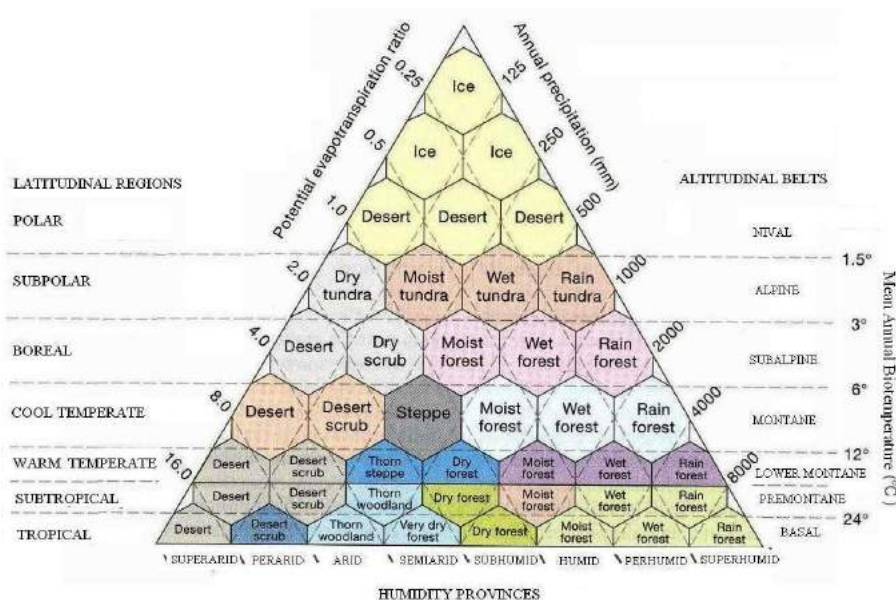 Potential evapotranspiration ratio
Annual precipitation (mm)
0.25
125
Ice
0.5
250
Ice Ice
LATITUDINAL REGIONS
ALTITUDINAL BELTS
1.0
500
POLAR
Desert Desert Desert
NIVAL
1.5°
2.0
1000
SUBPOLAR
Dry tundra
Moist tundra
Wet tundra
Rain tundra
ALPINE
3°
4.0
2000
BOREAL
Desert
Dry scrub
Moist forest
Wet forest
Rain forest
SUBALPINE
6°
8.0
4000
COOL TEMPERATE
Desert
Desert scrub
Steppe
Moist forest
Wet forest
Rain forest
MONTANE
12°
16.0
8000
WARM TEMPERATE
Desert
Desert scrub
Thorn steppe
Dry forest
Moist forest
Wet forest
Rain forest
LOWER MONTANE
SUBTROPICAL
Desert
Desert scrub
Thorn woodland
Dry forest
Moist forest
Wet forest
Rain forest
PREMONTANE
24°
TROPICAL
Desert
Desert scrub
Thorn woodland
Very dry forest
Dry forest
Moist forest
Wet forest
Rain forest
BASAL
Mean Annual Biotemperature (°C)
\ SUPERARID \ PERARID \ ARID \ SEMIARID \ SUBHUMID \ HUMID \ PERHUMID \ SUPERHUMID \
HUMIDITY PROVINCES